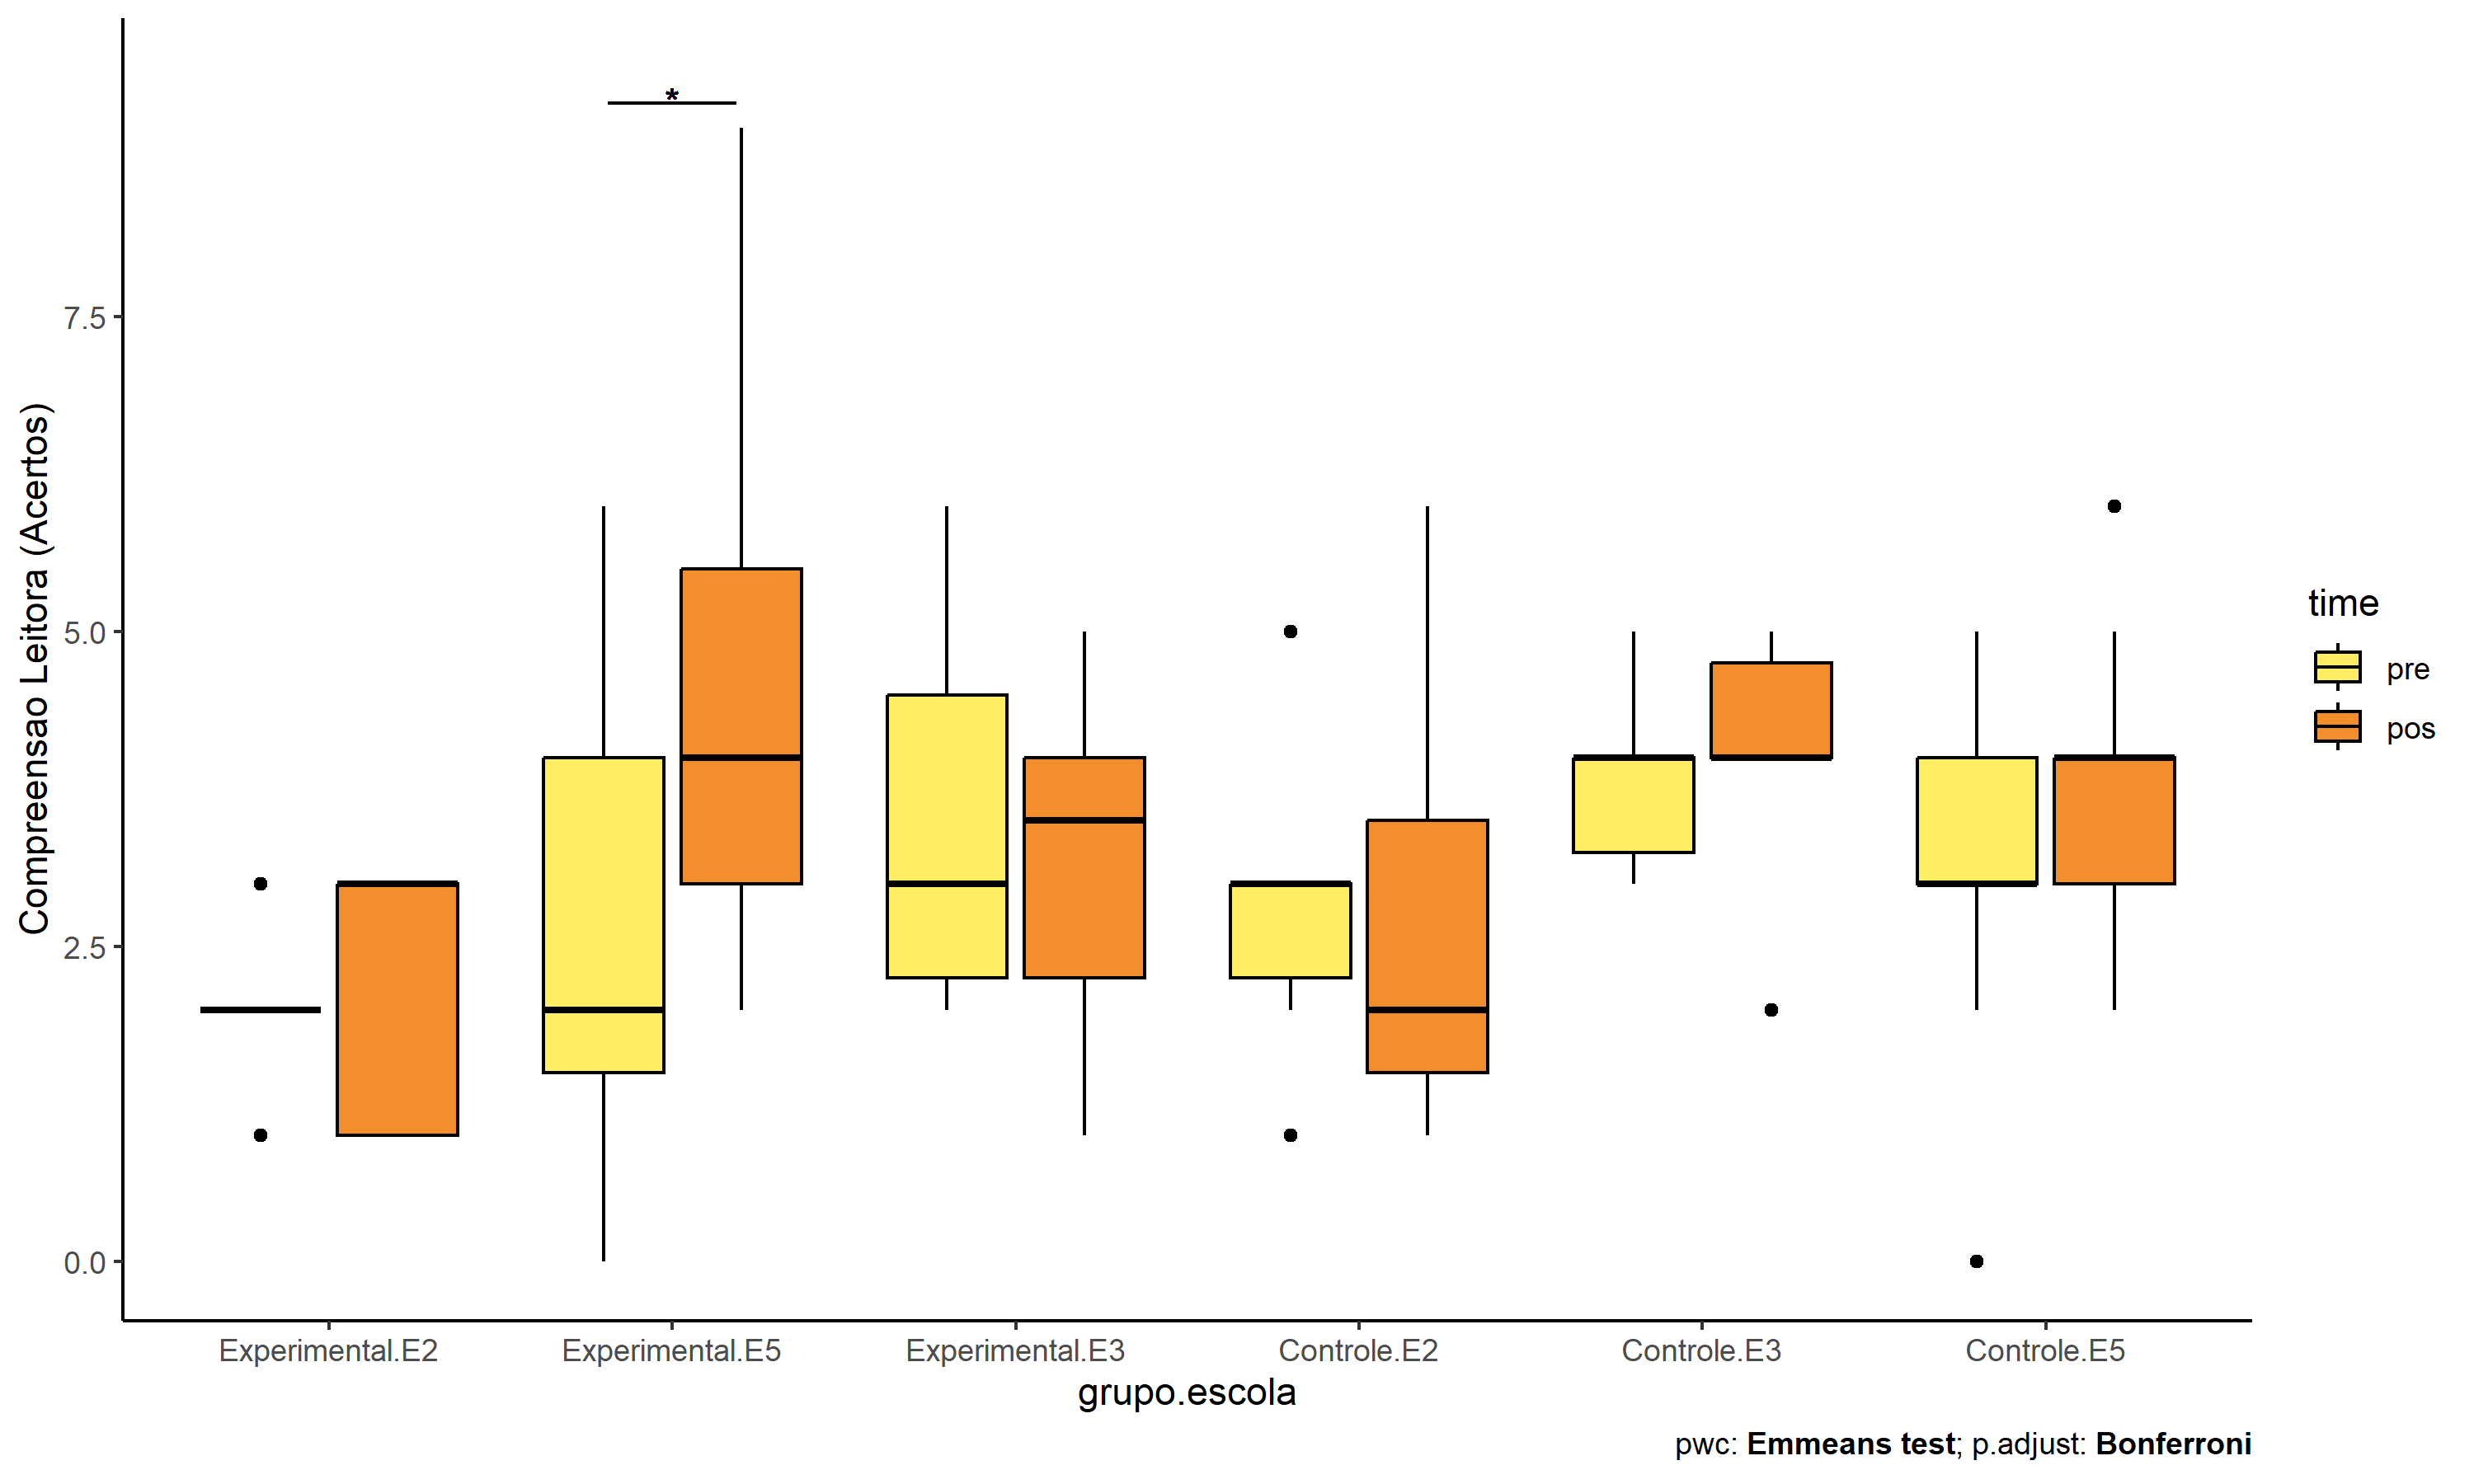 *
Compreensao Leitora (Acertos)
7.5
5.0
2.5
0.0
Experimental.E2 Experimental.E5 Experimental.E3 Controle.E2 Controle.E3 Controle.E5
grupo.escola
time
pre
pos
pwc: Emmeans test; p.adjust: Bonferroni